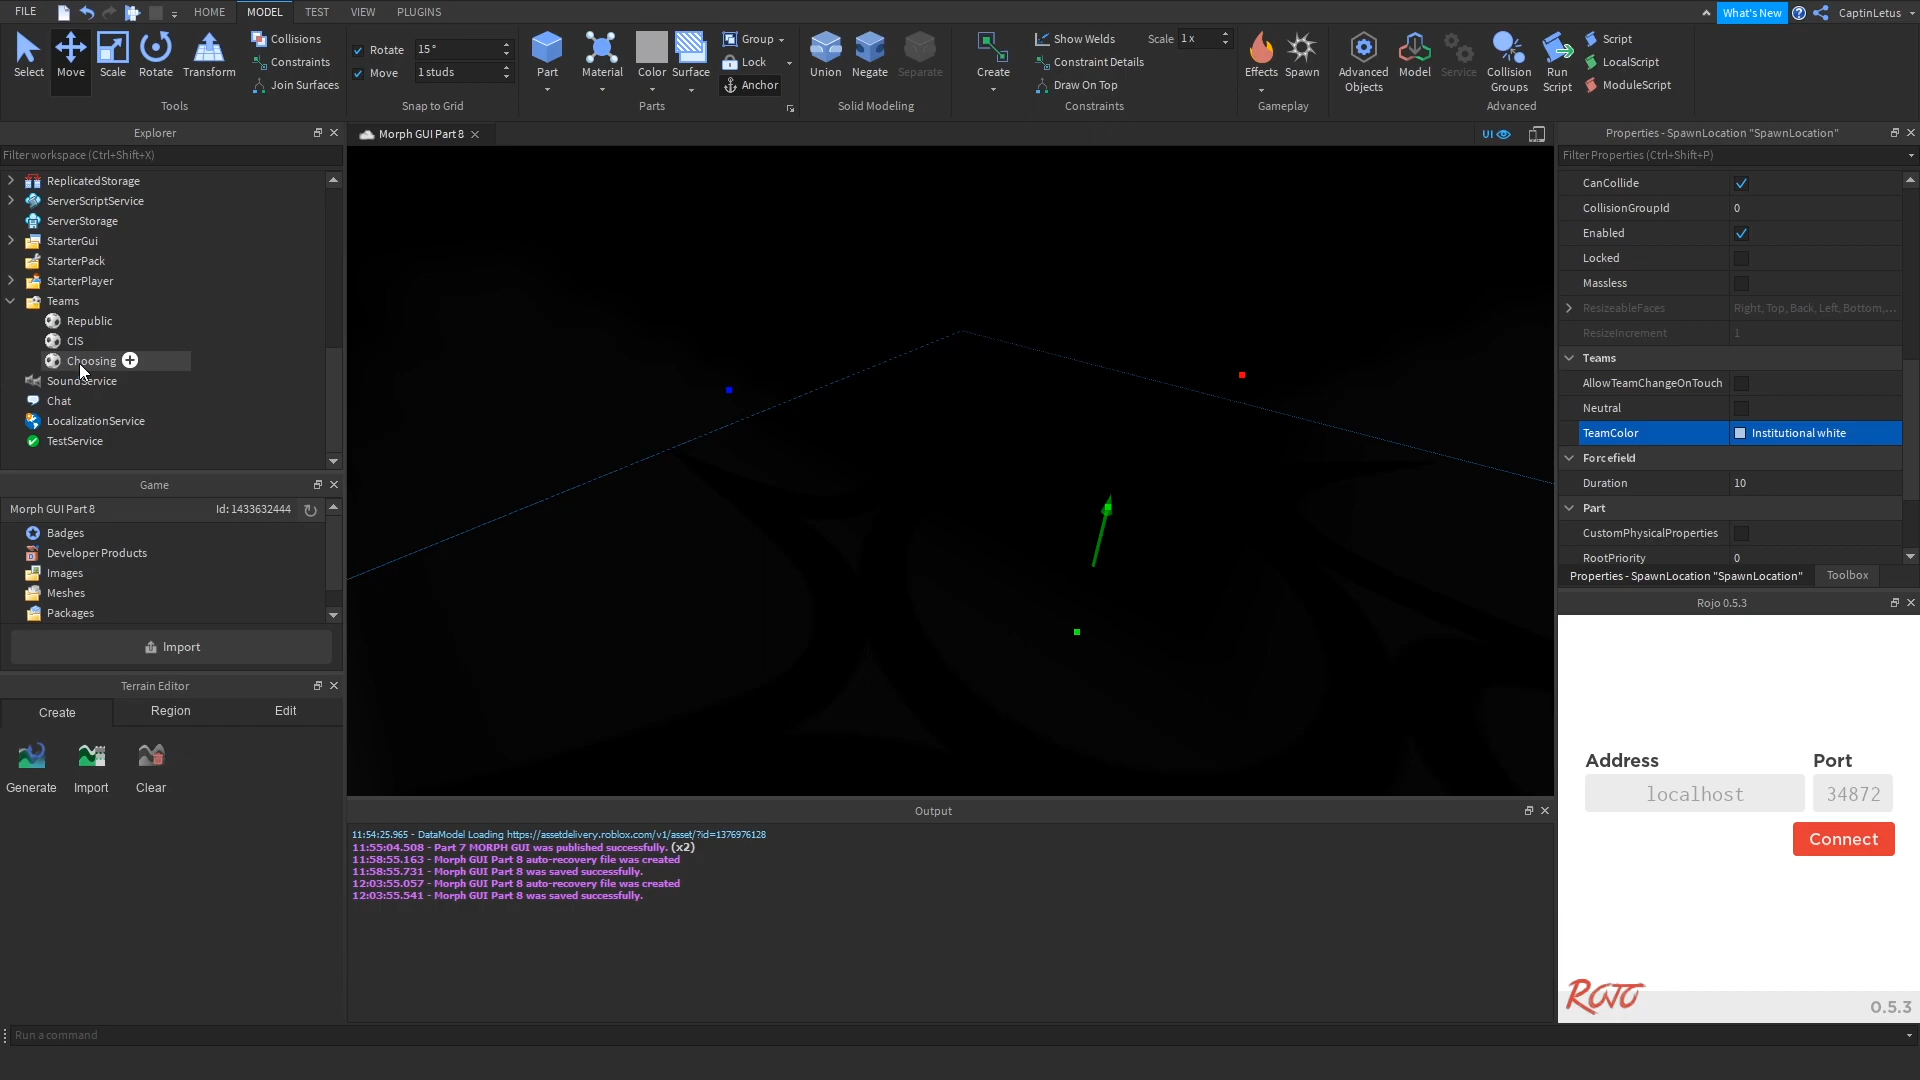 FILE
HOME
MODEL
TEST
VIEW
PLUGINS
What's New
CaptinLetus
Select
Move
Scale
Rotate
Transform
Collisions
Constraints
Join Surfaces
Tools
Rotate
15 °
Move
1 studs
Snap to Grid
Part
Material
Color
Surface
Group
Lock
Anchor
Parts
Union
Negate
Separate
Solid Modeling
Create
Show Welds
Scale 1 x
Constraint Details
Draw On Top
Constraints
Effects
Spawn
Gameplay
Advanced Objects
Model
Service
Collision Groups
Run Script
Script
LocalScript
ModuleScript
Advanced
Explorer
Filter workspace (Ctrl+Shift+X)
ReplicatedStorage
ServerScriptService
ServerStorage
StarterGui
StarterPack
StarterPlayer
Teams
Republic
CIS
Choosing
SoundService
Chat
LocalizationService
TestService
Game
Morph GUI Part 8
Id: 1433632444
Badges
Developer Products
Images
Meshes
Packages
Import
Terrain Editor
Create
Region
Edit
Generate
Import
Clear
Morph GUI Part 8
UI
Output
11:54:25.965 - DataModel Loading https://assetdelivery.roblox.com/v1/asset/?id=1376976128
11:55:04.508 - Part 7 MORPH GUI was published successfully. (x2)
11:58:55.163 - Morph GUI Part 8 auto-recovery file was created
11:58:55.731 - Morph GUI Part 8 was saved successfully.
12:03:55.057 - Morph GUI Part 8 auto-recovery file was created
12:03:55.541 - Morph GUI Part 8 was saved successfully.
Properties - SpawnLocation "SpawnLocation"
Filter Properties (Ctrl+Shift+P)
CanCollide
CollisionGroupId 0
Enabled
Locked
Massless
ResizeableFaces Right, Top, Back, Left, Bottom,...
ResizeIncrement 1
Teams
AllowTeamChangeOnTouch
Neutral
TeamColor Institutional white
Forcefield
Duration 10
Part
CustomPhysicalProperties
RootPriority 0
Properties - SpawnLocation "SpawnLocation"
Toolbox
Rojo 0.5.3
Address
Port
localhost
34872
Connect
ROJO
0.5.3
Run a command